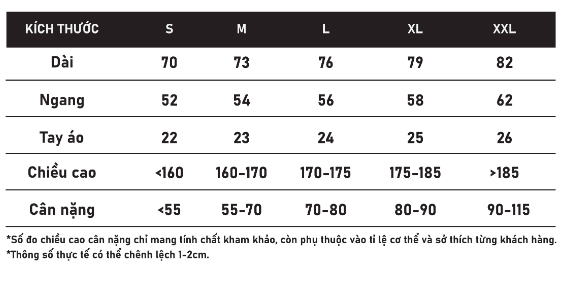 KÍCH THƯỚC S M L XL XXL
Dài 70 73 76 79 82
Ngang 52 54 56 58 62
Tay áo 22 23 24 25 26
Chiều cao <160 160-170 170-175 175-185 >185
Cân nặng <55 55-70 70-80 80-90 90-115
*Số đo chiều cao cân nặng chỉ mang tính chất kham khảo, còn phụ thuộc vào tỉ lệ cơ thể và sở thích từng khách hàng.
*Thông số thực tế có thể chênh lệch 1-2cm.